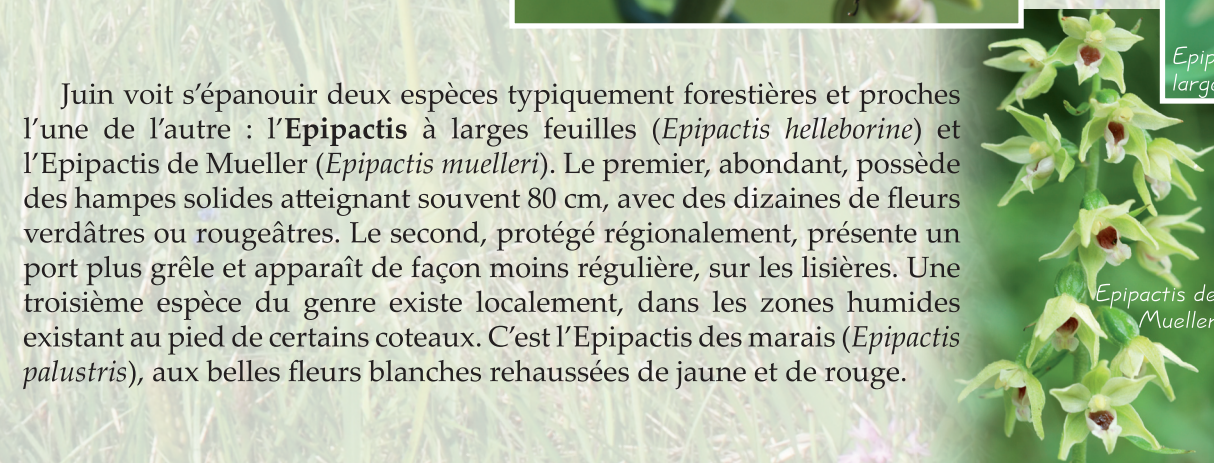 Juin voit s'épanouir deux espèces typiquement forestières et proches
l'une de l'autre : l'Epipactis à larges feuilles (Epipactis helleborine) et
l'Epipactis de Mueller (Epipactis muelleri). Le premier, abondant, possède
des hampes solides atteignant souvent 80 cm, avec des dizaines de fleurs
verdâtres ou rougeâtres. Le second, protégé régionalement, présente un
port plus grêle et apparaît de façon moins régulière, sur les lisières. Une
troisième espèce du genre existe localement, dans les zones humides
existant au pied de certains coteaux. C'est l'Epipactis des marais (Epipactis
palustris), aux belles fleurs blanches rehaussées de jaune et de rouge.
Epipactis de
Mueller